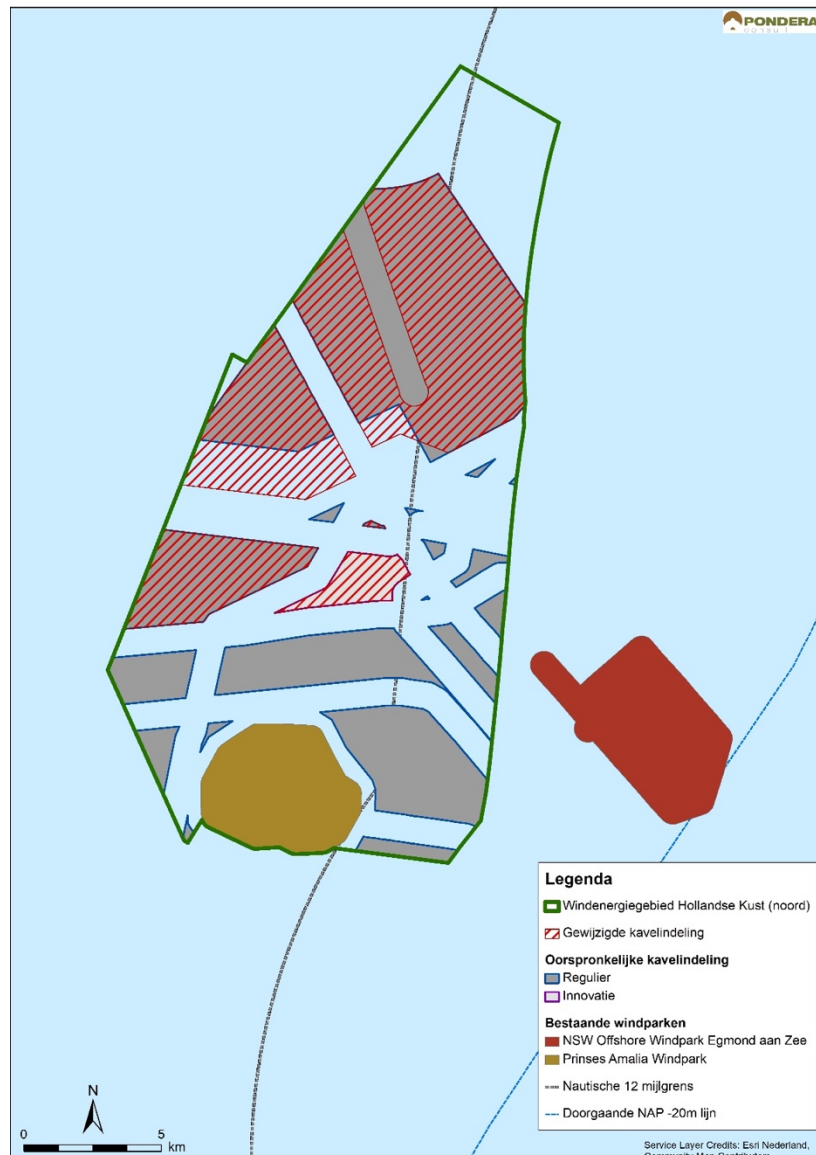 PONDERA
consult
Legenda
Windenergiegebied Hollandse Kust (noord)
Gewijzigde kavelindeling
Oorspronkelijke kavelindeling
Regulier
Innovatie
Bestaande windparken
NSW Offshore Windpark Egmond aan Zee
Prinses Amalia Windpark
Nautische 12 mijlgrens
Doorgaande NAP -20m lijn
N
0 5
km
Service Layer Credits: Esri Nederland,